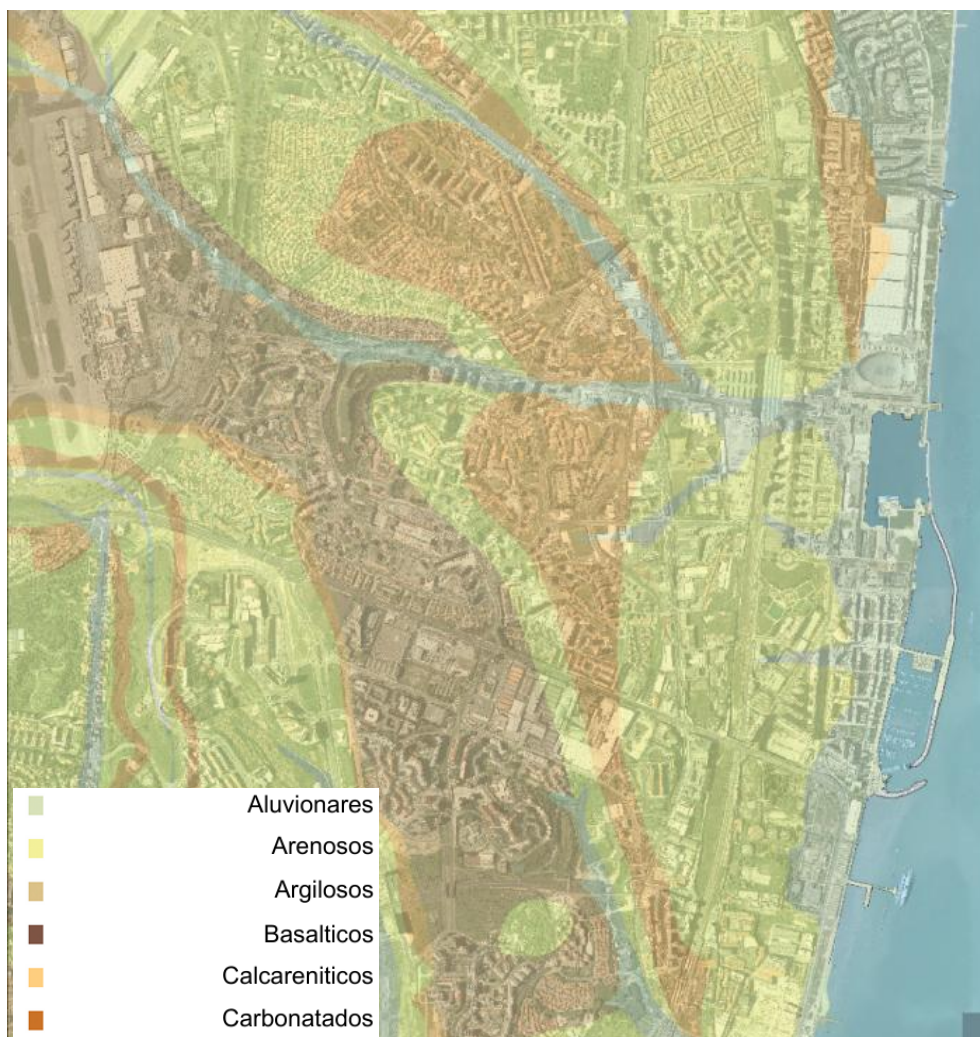 Aluvionares
Arenosos
Argilosos
Basalticos
Calcareniticos
Carbonatados